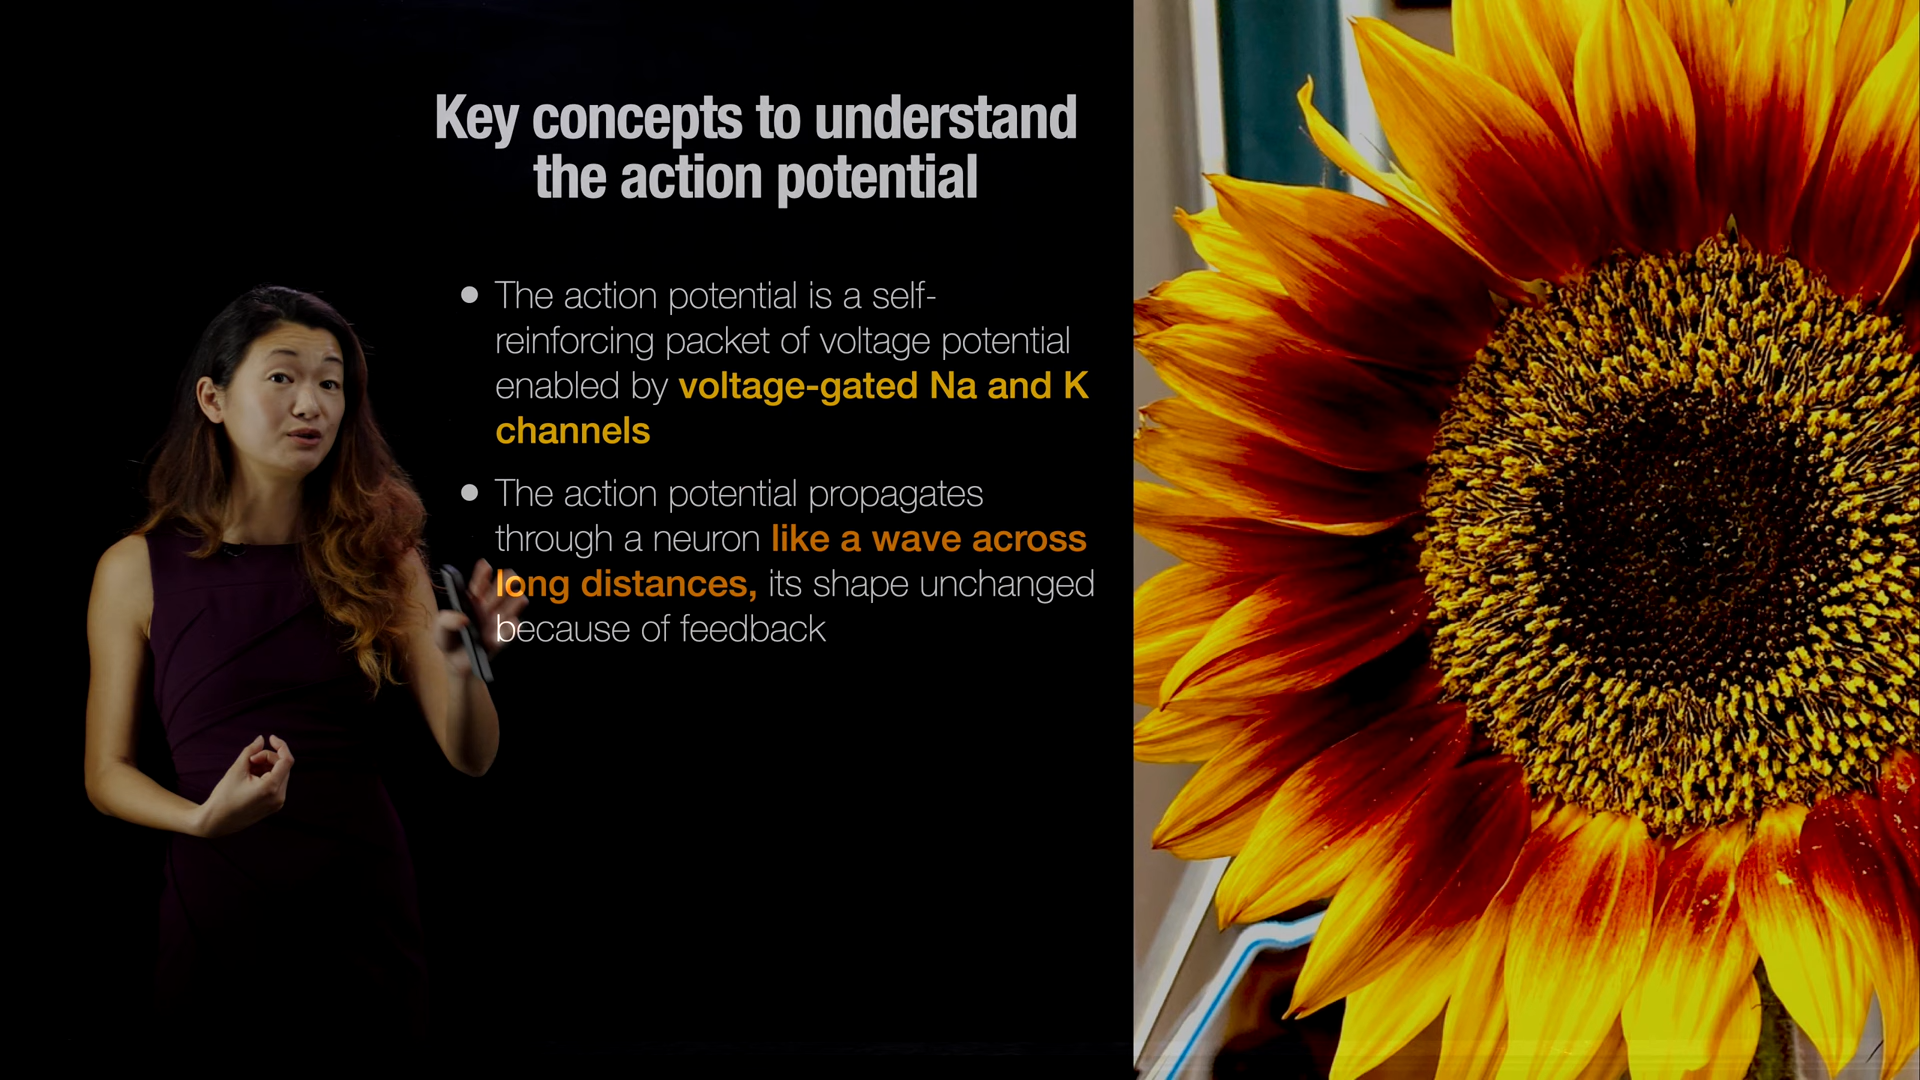 Key concepts to understand
the action potential
• The action potential is a self-
reinforcing packet of voltage potential
enabled by voltage-gated Na and K
channels
• The action potential propagates
through a neuron like a wave across
long distances, its shape unchanged
because of feedback